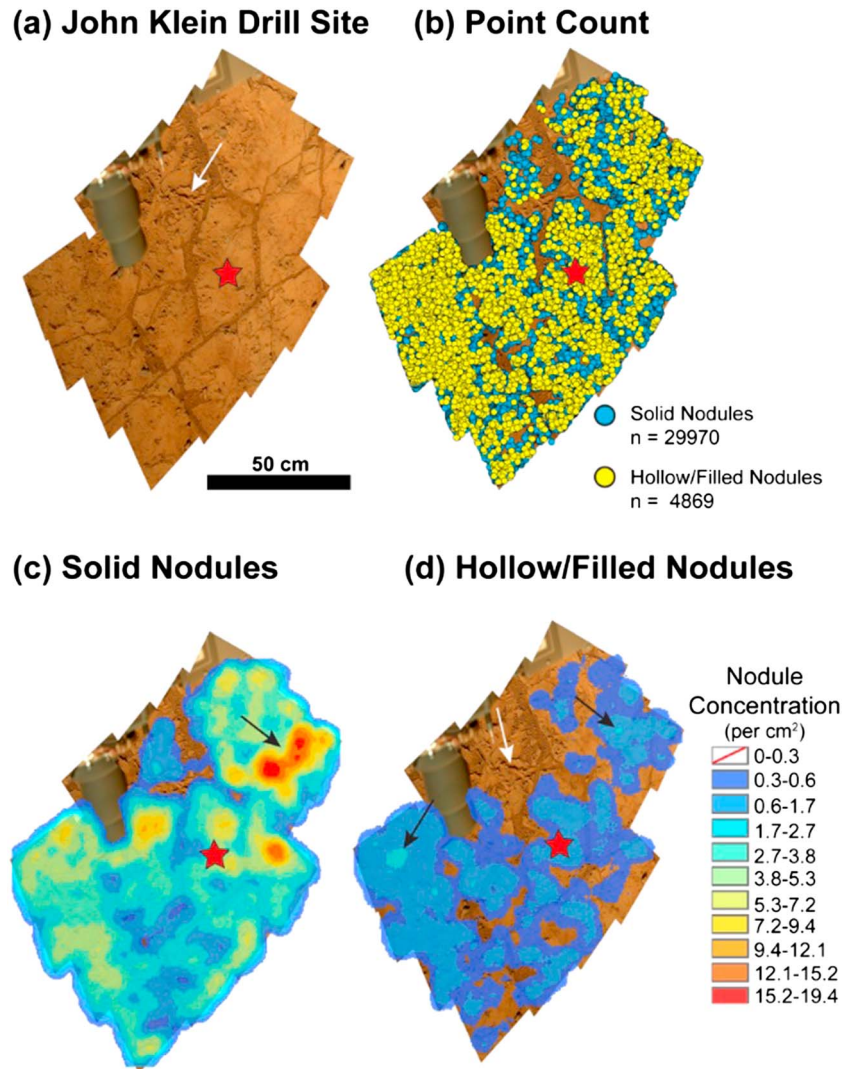 (a) John Klein Drill Site
(b) Point Count
50 cm
Solid Nodules
n = 29970
Hollow/Filled Nodules
n = 4869
(c) Solid Nodules
(d) Hollow/Filled Nodules
Nodule
Concentration
(per cm²)
0-0.3
0.3-0.6
0.6-1.7
1.7-2.7
2.7-3.8
3.8-5.3
5.3-7.2
7.2-9.4
9.4-12.1
12.1-15.2
15.2-19.4